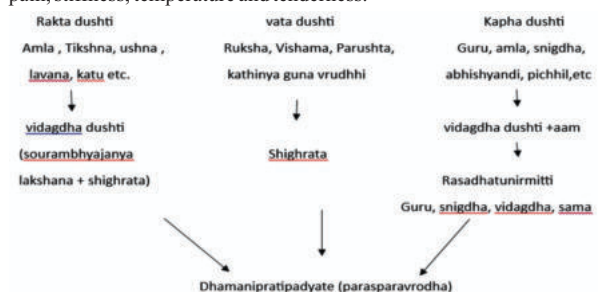 pain, stiffness, temperature and tenderness.
Rakta dushti
Amla , Tikshna, ushna ,
lavana, katu etc.
vidagdha dushti
(sourambhyajanya
lakshana + shighrata)
vata dushti
Ruksha, Vishama, Parushta,
kathinya guna vrudhhi
Shighrata
Kapha dushti
Guru, amla, snigdha,
abhishyandi, pichhil,etc
vidagdha dushti +aam
Rasadhatunirmitti
Guru, snigdha, vidagdha, sama
Dhamanipratipadyate (parasparavrodha)